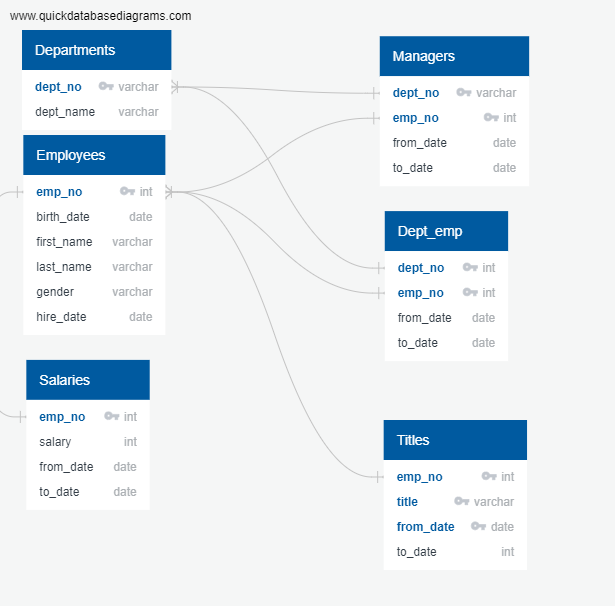 www.quickdatabasediagrams.com
Departments
dept_no varchar
dept_name varchar
Employees
emp_no int
birth_date date
first_name varchar
last_name varchar
gender varchar
hire_date date
Salaries
emp_no int
salary int
from_date date
to_date date
Managers
dept_no varchar
emp_no int
from_date date
to_date date
Dept_emp
dept_no int
emp_no int
from_date date
to_date date
Titles
emp_no int
title varchar
from_date date
to_date int